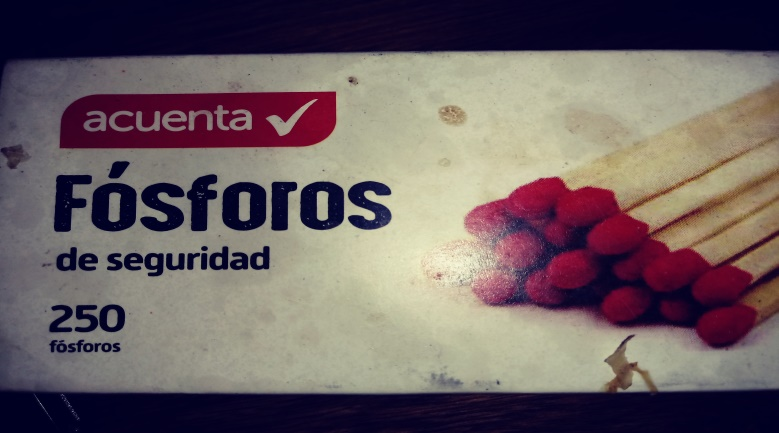 acuenta
Fósforos
de seguridad
250
fósforos